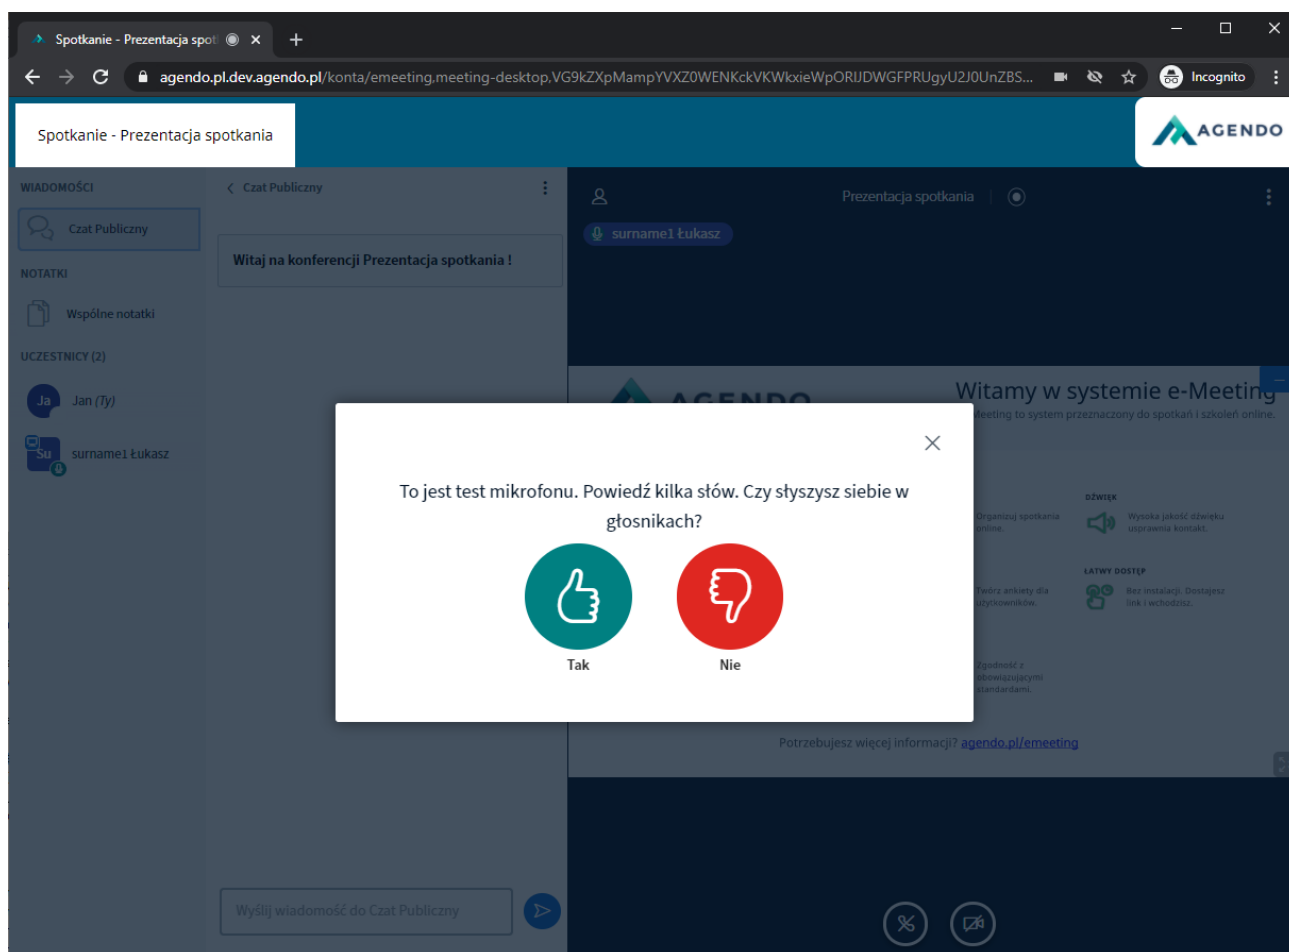 Spotkanie - Prezentacja spot
agendo.pl.dev.agendo.pl/konta/emeeting,meeting-desktop,VG9kZXpMampYVXZ0WENKckVKWkxieWpORIJDWGFPRUgyU2J0UnZBS...
Incognito
Spotkanie - Prezentacja spotkania
AGENDO
WIADOMOŚCI
Czat Publiczny
NOTATKI
Wspólne notatki
UCZESTNICY (2)
Ja
Jan (Ty)
Su
surname1 Łukasz
Czat Publiczny
Witaj na konferencji Prezentacja spotkania !
Wyślij wiadomość do Czat Publiczny
Prezentacja spotkania
surname1 Łukasz
AGENDO
Witamy w systemie e-Meeting
Meeting to system przeznaczony do spotkań i szkoleń online.
Organizuj spotkania
online.
DŹWIĘK
Wysoka jakość dźwięku
usprawnia kontakt.
Twórz ankiety dla
użytkowników.
ŁATWY DOSTĘP
Bez instalacji. Dostajesz
link i wchodzisz.
Zgodność z
obowiązującymi
standardami.
Potrzebujesz więcej informacji? agendo.pl/emeeting
To jest test mikrofonu. Powiedź kilka słów. Czy słyszysz siebie w
głosnikach?
Tak
Nie